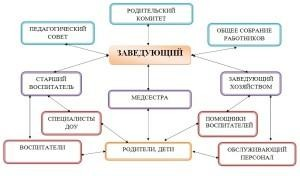 РОДИТЕЛЬСКИЙ
КОМИТЕТ
ПЕДАГОГИЧЕСКИЙ
СОВЕТ
ОБЩЕЕ СОБРАНИЕ
РАБОТНИКОВ
ЗАВЕДУЮЩИЙ
СТАРШИЙ
ВОСПИТАТЕЛЬ
МЕДСЕСТРА
ЗАВЕДУЮЩИЙ
ХОЗЯЙСТВОМ
СПЕЦИАЛИСТЫ
ДОУ
ПОМОЩНИКИ
ВОСПИТАТЕЛЕЙ
ВОСПИТАТЕЛИ
РОДИТЕЛИ, ДЕТИ
ОБСЛУЖИВАЮЩИЙ
ПЕРСОНАЛ